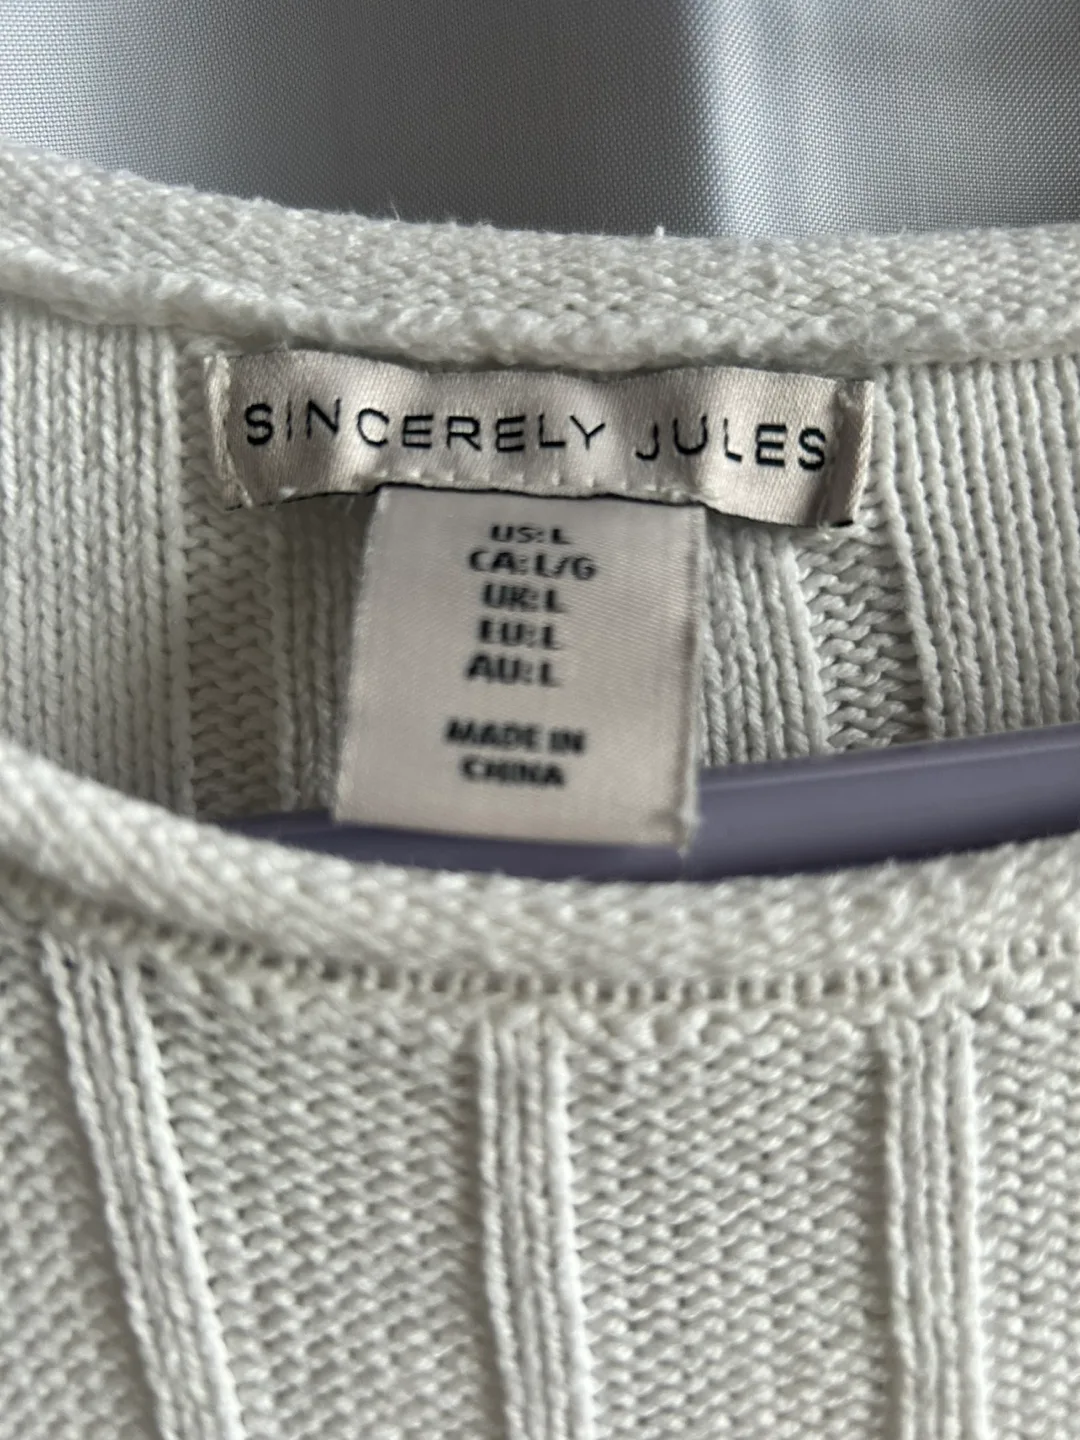 SINCERELY JULES
US: L
CA: L/G
UK: L
EU: L
AU: L
MADE IN
CHINA